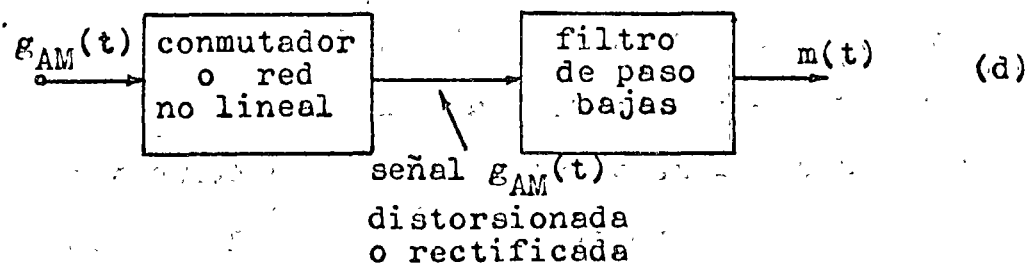 g_AM(t)
conmutador
o red
no lineal
filtro
de paso
bajas
m(t)
(d)
señal g_AM(t)
distorsionada
o rectificada